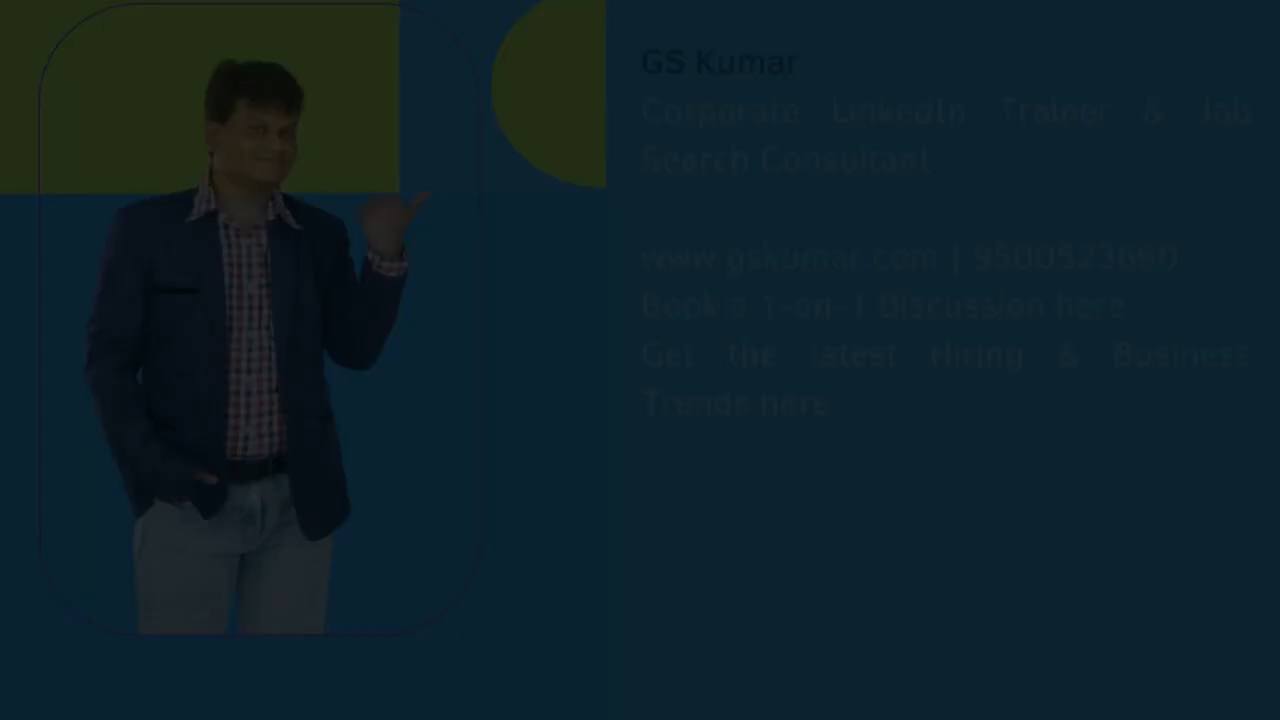 GS Kumar
Corporate LinkedIn Trainer & Job
Search Consultant
www.gskumar.com | 9500523660
Book a 1-on-1 Discussion here
Get the latest Hiring & Business
Trends here